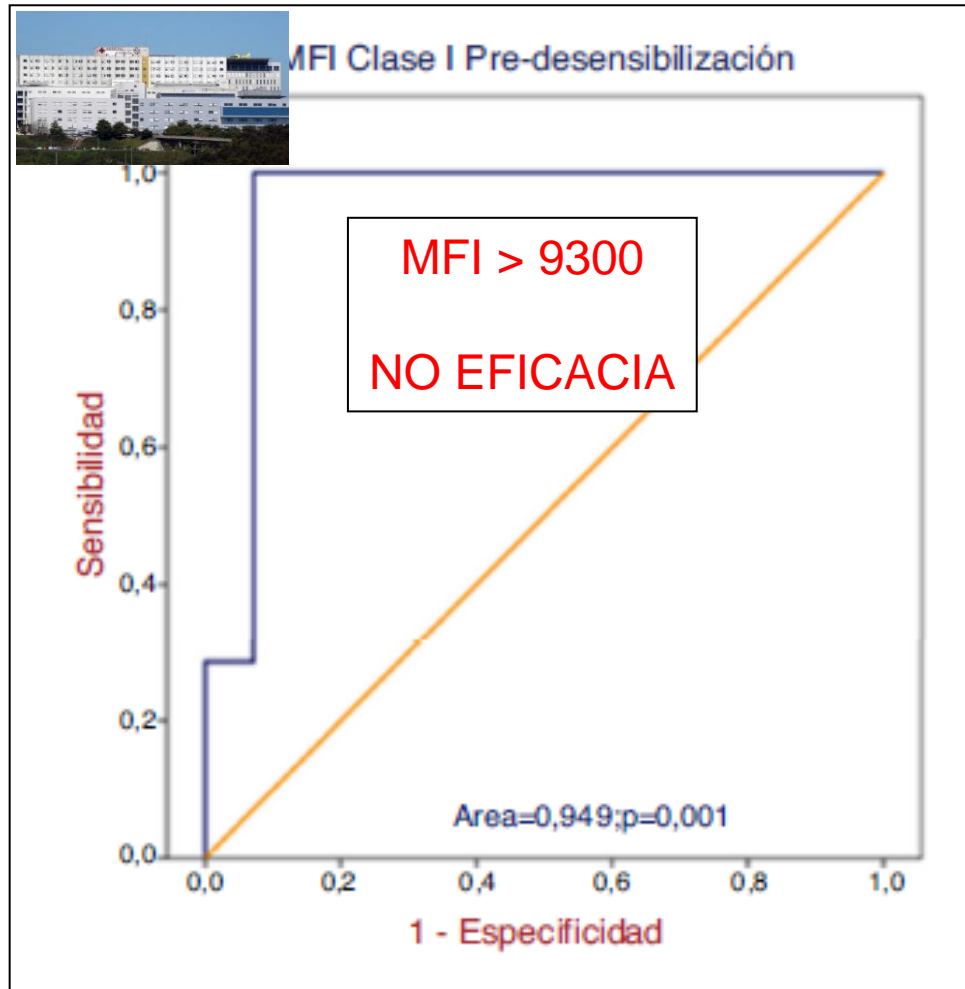 MFI Clase I Pre-desensibilización
1,0
0,8
0,6
0,4
0,2
0,0
Sensibilidad
MFI > 9300
NO EFICACIA
Area=0,949;p=0,001
0,0 0,2 0,4 0,6 0,8 1,0
1 - Especificidad